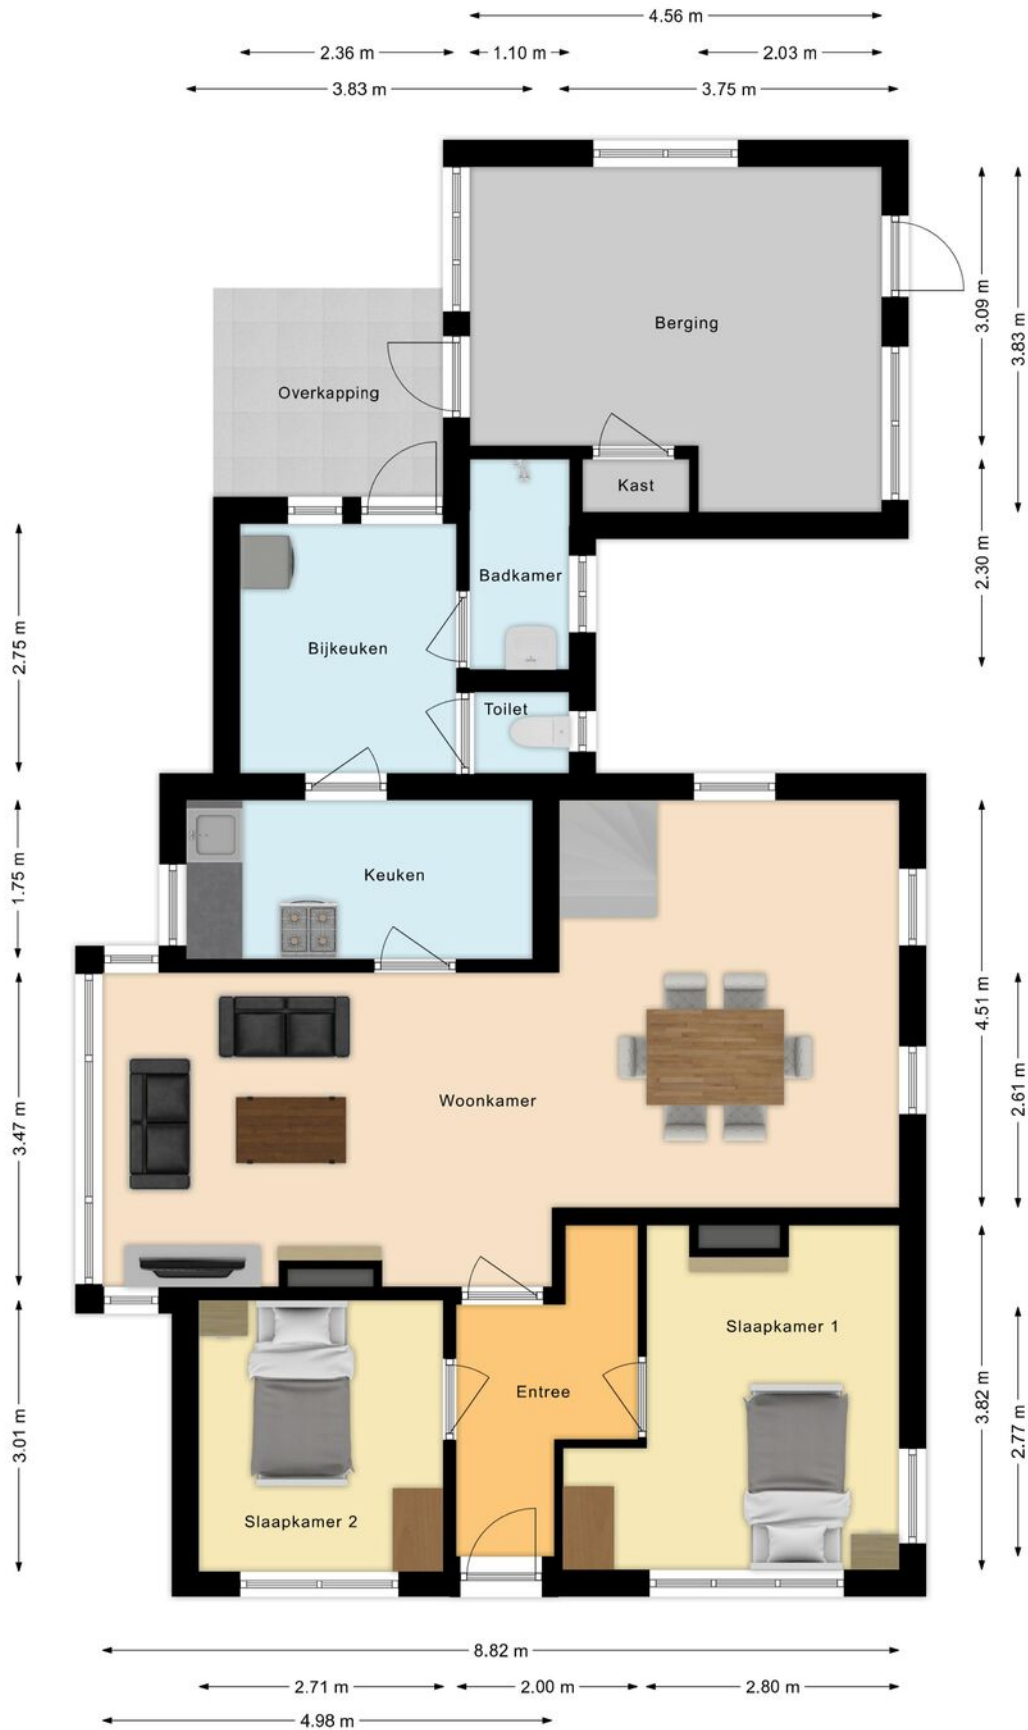 4.56 m
2.36 m
1.10 m
2.03 m
3.83 m
3.75 m
3.09 m
3.83 m
Berging
Overkapping
Kast
2.30 m
Badkamer
2.75 m
Bijkeuken
Toilet
1.75 m
Keuken
4.51 m
2.61 m
3.47 m
Woonkamer
Slaapkamer 1
Entree
3.82 m
2.77 m
3.01 m
Slaapkamer 2
8.82 m
2.71 m
2.00 m
2.80 m
4.98 m